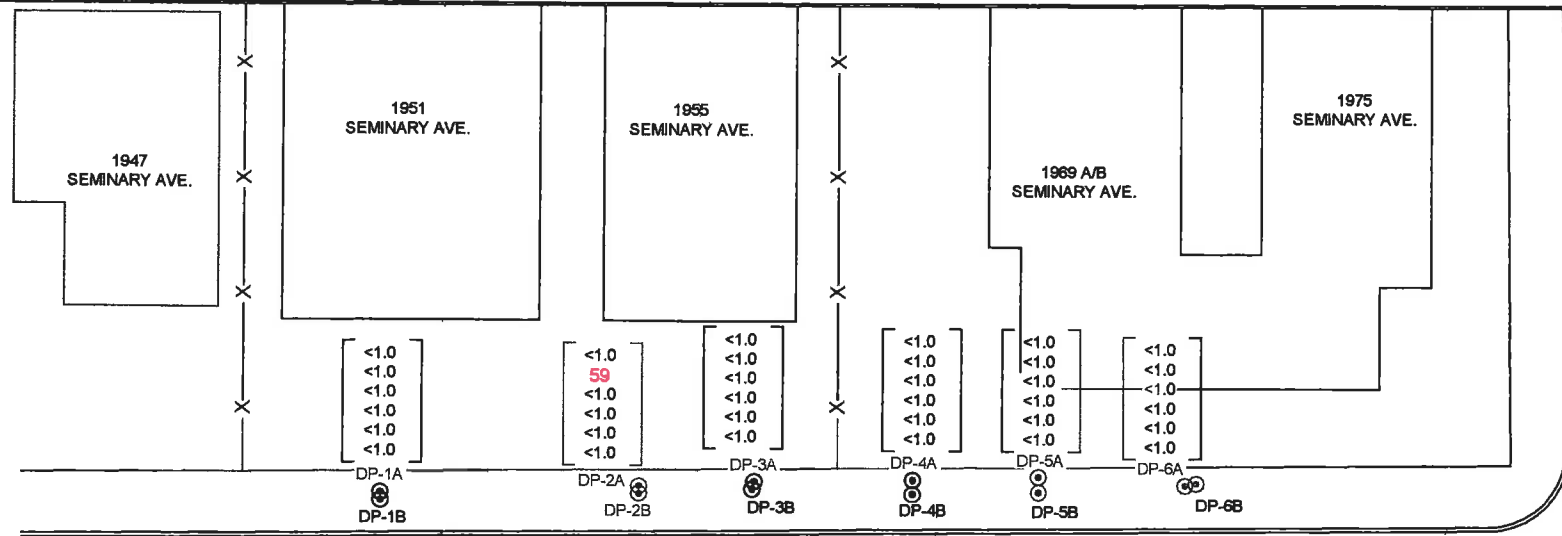 1947
SEMINARY AVE.
1951
SEMINARY AVE.
1955
SEMINARY AVE.
1969 A/B
SEMINARY AVE.
1975
SEMINARY AVE.
<1.0
<1.0
<1.0
<1.0
<1.0
<1.0
DP-1A
DP-1B
<1.0
59
<1.0
<1.0
<1.0
<1.0
DP-2A
DP-2B
<1.0
<1.0
<1.0
<1.0
<1.0
<1.0
DP-3A
DP-3B
<1.0
<1.0
<1.0
<1.0
<1.0
<1.0
DP-4A
DP-4B
<1.0
<1.0
<1.0
<1.0
<1.0
<1.0
DP-5A
DP-5B
<1.0
<1.0
<1.0
<1.0
<1.0
<1.0
DP-6A
DP-6B